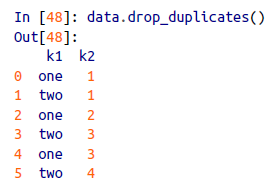 In [48]: data.drop_duplicates()
Out[48]:
    k1  k2
0  one   1
1  two   1
2  one   2
3  two   3
4  one   3
5  two   4